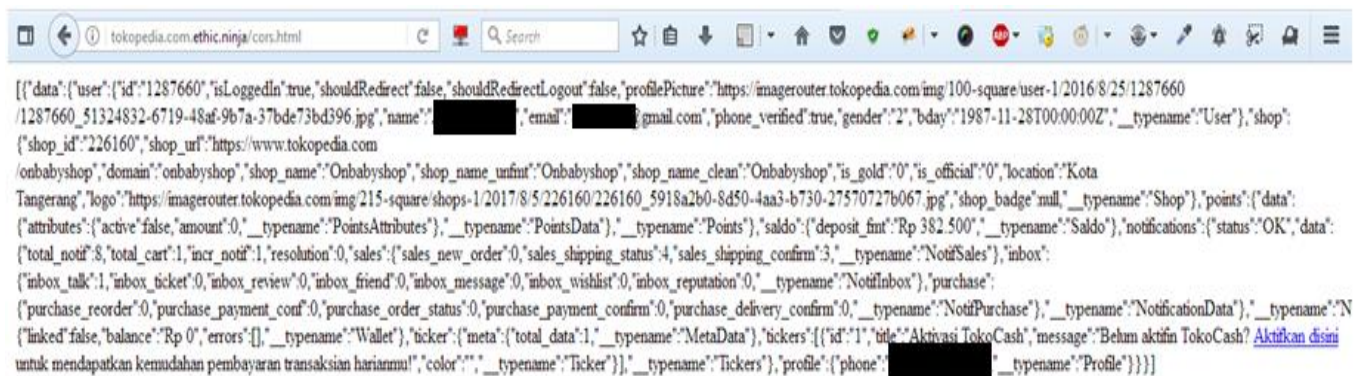 tokopedia.com.ethic.ninja/cors.html Search ABP
[{"data":{"user":{"id":"1287660","isLoggedIn":true,"shouldRedirect":false,"shouldRedirectLogout":false,"profilePicture":"https://imagerouter.tokopedia.com/img/100-square/user-1/2016/8/25/1287660
/1287660_51324832-6719-48af-9b7a-37bde73bd396.jpg","name":" ","email":" @gmail.com","phone_verified":true,"gender":"2","bday":"1987-11-28T00:00:00Z","__typename":"User"},"shop":
{"shop_id":"226160","shop_url":"https://www.tokopedia.com
/onbabyshop","domain":"onbabyshop","shop_name":"Onbabyshop","shop_name_unfmt":"Onbabyshop","shop_name_clean":"Onbabyshop","is_gold":"0","is_official":"0","location":"Kota
Tangerang","logo":"https://imagerouter.tokopedia.com/img/215-square/shops-1/2017/8/5/226160/226160_5918a2b0-8d50-4aa3-b730-27570727b067.jpg","shop_badge":null,"__typename":"Shop"},"points":{"data":
{"attributes":{"active":false,"amount":0,"__typename":"PointsAttributes"},"__typename":"PointsData"},"__typename":"Points"},"saldo":{"deposit_fmt":"Rp 382.500","__typename":"Saldo"},"notifications":{"status":"OK","data":
{"total_notif":8,"total_cart":1,"incr_notif":1,"resolution":0,"sales":{"sales_new_order":0,"sales_shipping_status":4,"sales_shipping_confirm":3,"__typename":"NotifSales"},"inbox":
{"inbox_talk":1,"inbox_ticket":0,"inbox_review":0,"inbox_friend":0,"inbox_message":0,"inbox_wishlist":0,"inbox_reputation":0,"__typename":"NotifInbox"},"purchase":
{"purchase_reorder":0,"purchase_payment_conf":0,"purchase_order_status":0,"purchase_payment_confirm":0,"purchase_delivery_confirm":0,"__typename":"NotifPurchase"},"__typename":"NotificationData"},"__typename":"N
{"linked":false,"balance":"Rp 0","errors":[],"__typename":"Wallet"},"ticker":{"meta":{"total_data":1,"__typename":"MetaData"},"tickers":[{"id":"1","title":"Aktivasi TokoCash","message":"Belum aktifin TokoCash? Aktifkan disini
untuk mendapatkan kemudahan pembayaran transaksian harianmu!","color":"","__typename":"Ticker"}],"__typename":"Tickers"},"profile":{"phone":" ","__typename":"Profile"}}}]